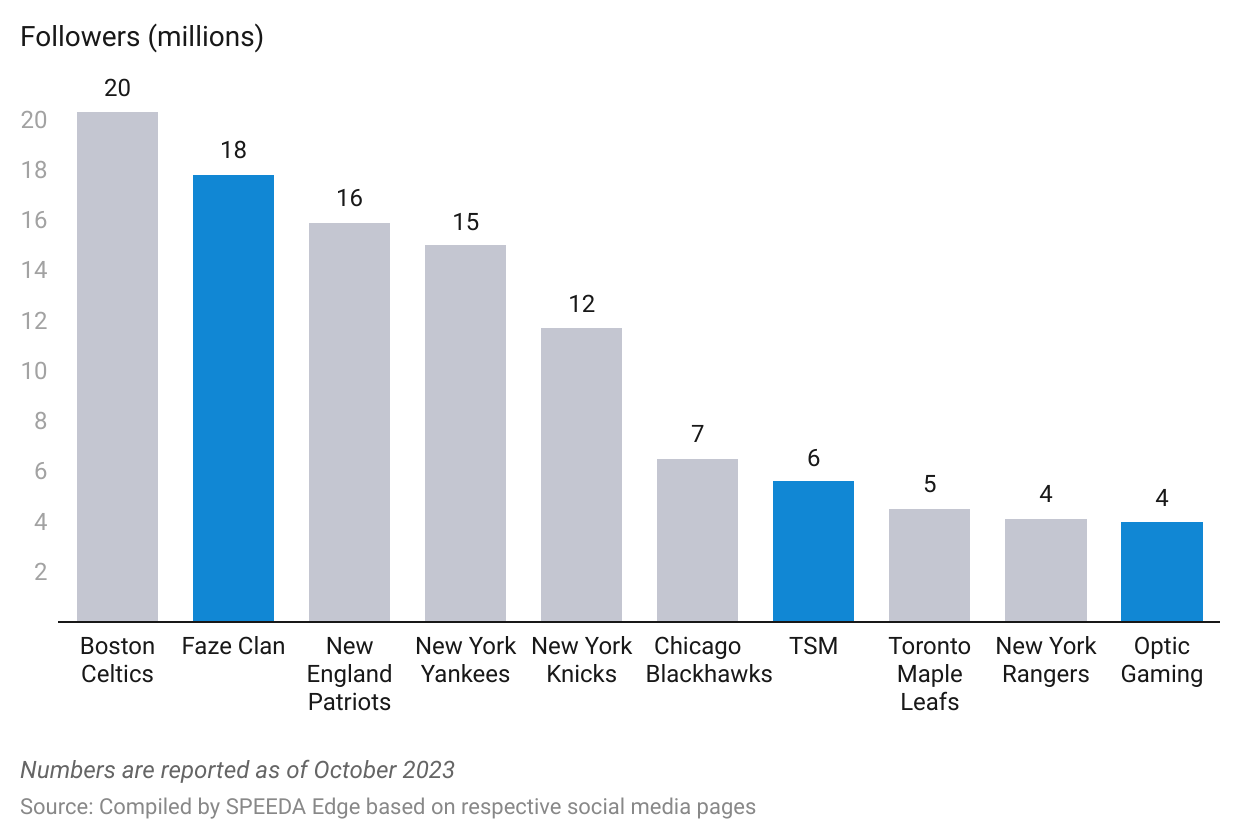 Followers (millions)
20
18
16
15
12
7
6
5
4
4
20
18
16
14
12
10
8
6
4
2
Boston
Celtics
Faze Clan
New
England
Patriots
New York
Yankees
New York
Knicks
Chicago
Blackhawks
TSM
Toronto
Maple
Leafs
New York
Rangers
Optic
Gaming
Numbers are reported as of October 2023
Source: Compiled by SPEEDA Edge based on respective social media pages